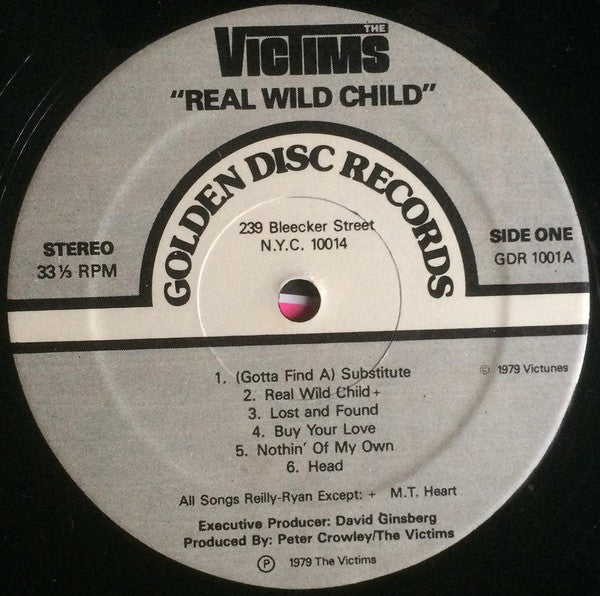 THE
VICTIMS
"REAL WILD CHILD"
GOLDEN DISC RECORDS
239 Bleecker Street
N.Y.C. 10014
STEREO
33⅓ RPM
SIDE ONE
GDR 1001A
1. (Gotta Find A) Substitute
2. Real Wild Child+
3. Lost and Found
4. Buy Your Love
5. Nothin' Of My Own
6. Head
© 1979 Victunes
All Songs Reilly-Ryan Except: + M.T. Heart
Executive Producer: David Ginsberg
Produced By: Peter Crowley/The Victims
℗ 1979 The Victims